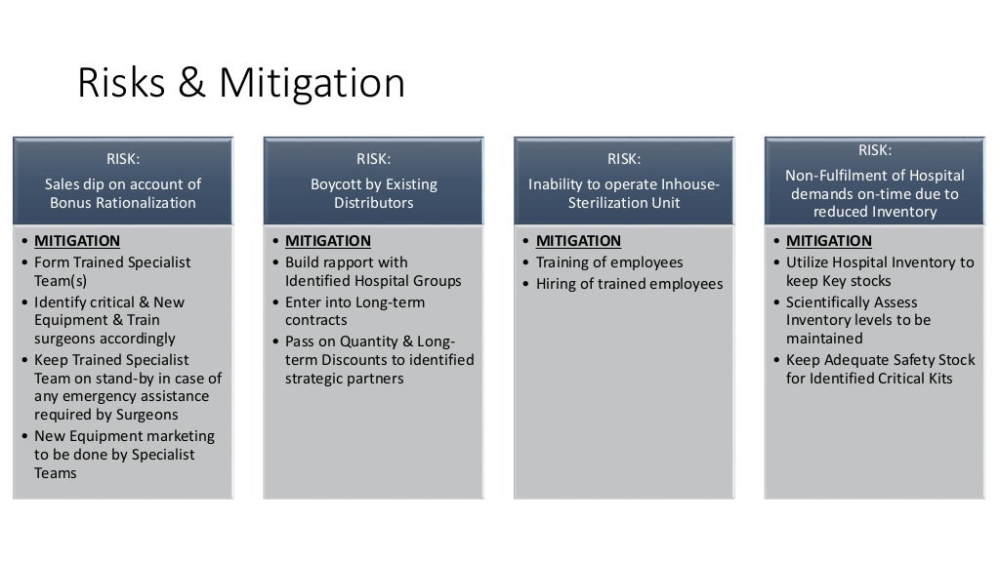 Risks & Mitigation
RISK:
Sales dip on account of
Bonus Rationalization
• MITIGATION
• Form Trained Specialist
Team(s)
• Identify critical & New
Equipment & Train
surgeons accordingly
• Keep Trained Specialist
Team on stand-by in case of
any emergency assistance
required by Surgeons
• New Equipment marketing
to be done by Specialist
Teams
RISK:
Boycott by Existing
Distributors
• MITIGATION
• Build rapport with
Identified Hospital Groups
• Enter into Long-term
contracts
• Pass on Quantity & Long-
term Discounts to identified
strategic partners
RISK:
Inability to operate Inhouse-
Sterilization Unit
• MITIGATION
• Training of employees
• Hiring of trained employees
RISK:
Non-Fulfilment of Hospital
demands on-time due to
reduced Inventory
• MITIGATION
• Utilize Hospital Inventory to
keep Key stocks
• Scientifically Assess
Inventory levels to be
maintained
• Keep Adequate Safety Stock
for Identified Critical Kits